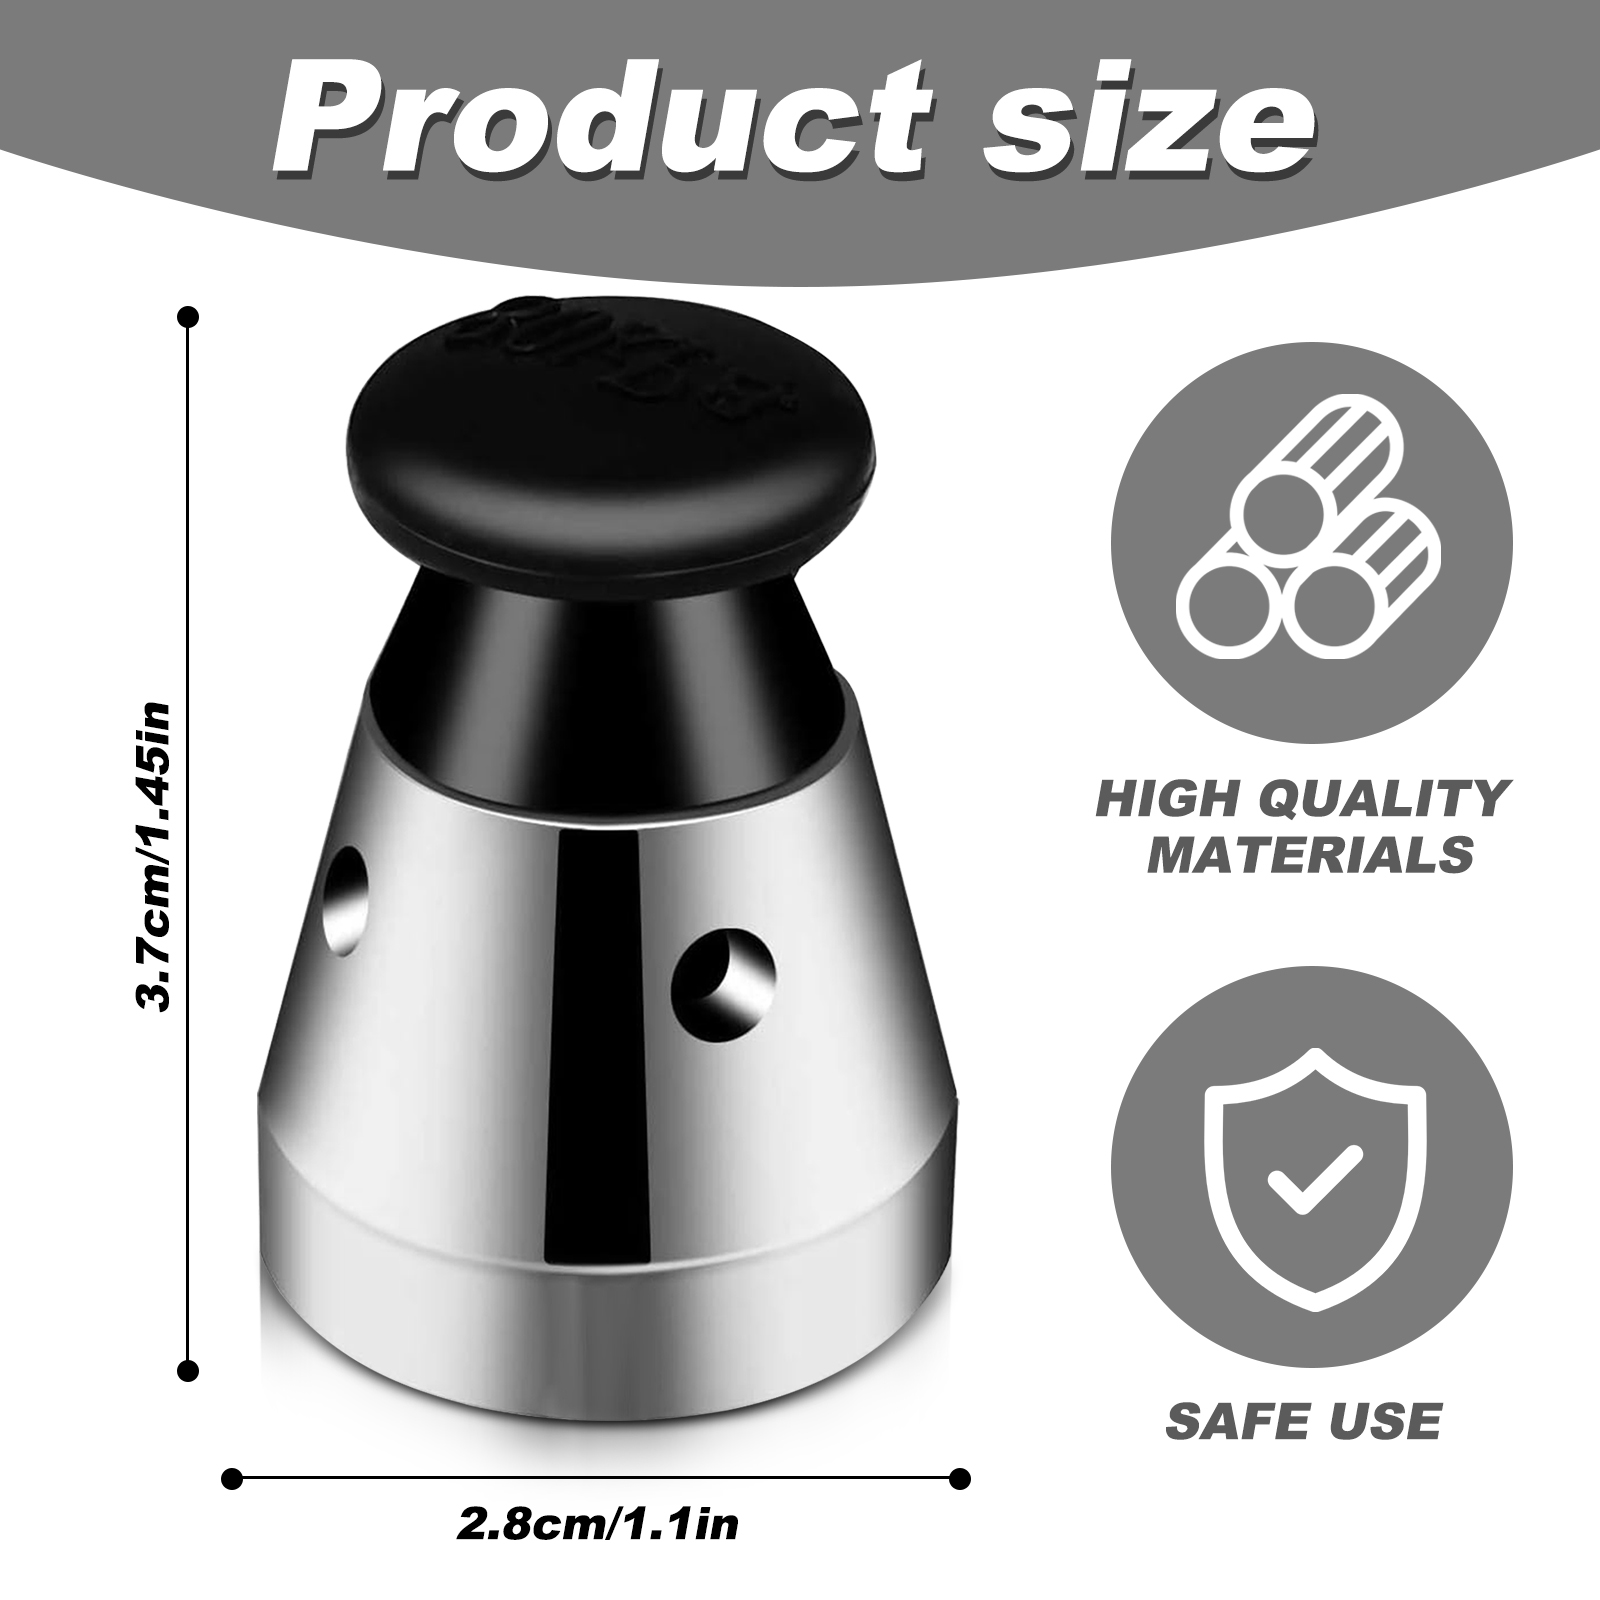 Product size
3.7cm/1.45in
HIGH QUALITY
MATERIALS
SAFE USE
2.8cm/1.1in